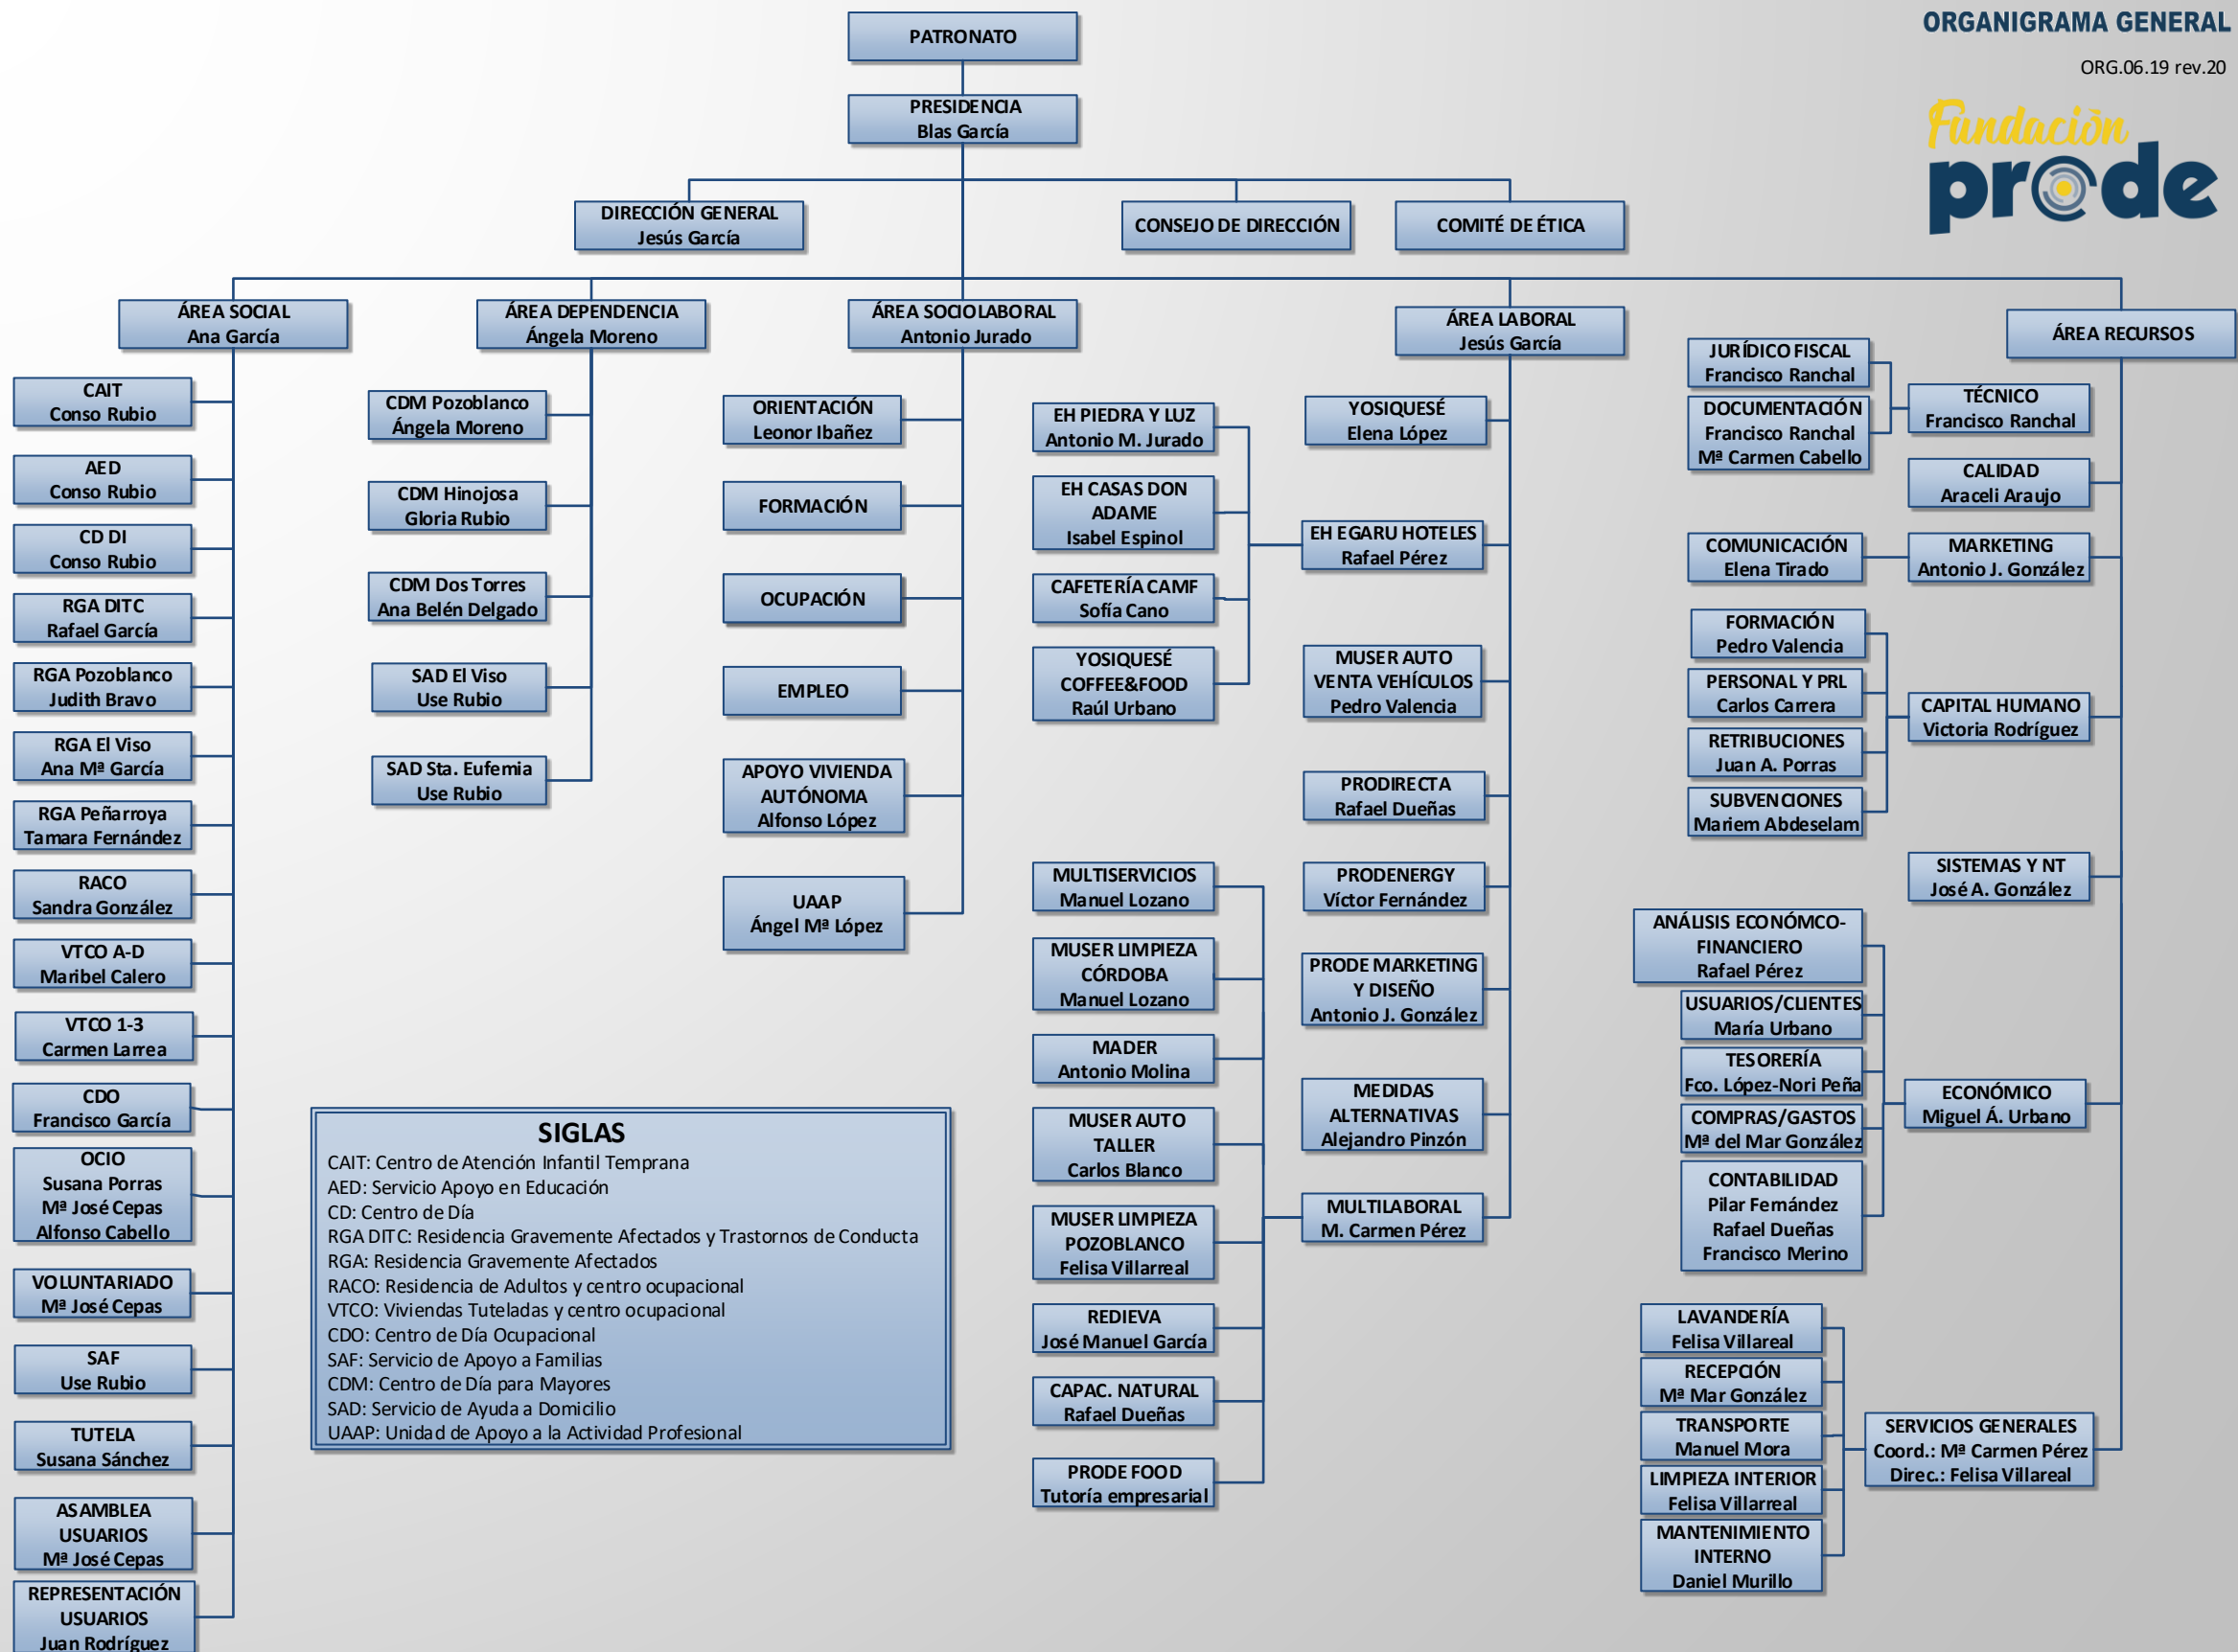 ORGANIGRAMA GENERAL
ORG.06.19 rev.20
Fundación
prode
PATRONATO
PRESIDENCIA
Blas García
DIRECCIÓN GENERAL
Jesús García
CONSEJO DE DIRECCIÓN
COMITÉ DE ÉTICA
ÁREA SOCIAL
Ana García
CAIT
Conso Rubio
AED
Conso Rubio
CD DI
Conso Rubio
RGA DITC
Rafael García
RGA Pozoblanco
Judith Bravo
RGA El Viso
Ana Mª García
RGA Peñarroya
Tamara Fernández
RACO
Sandra González
VTCO A-D
Maribel Calero
VTCO 1-3
Carmen Larrea
CDO
Francisco García
OCIO
Susana Porras
Mª José Cepas
Alfonso Cabello
VOLUNTARIADO
Mª José Cepas
SAF
Use Rubio
TUTELA
Susana Sánchez
ASAMBLEA
USUARIOS
Mª José Cepas
REPRESENTACIÓN
USUARIOS
Juan Rodríguez
ÁREA DEPENDENCIA
Ángela Moreno
CDM Pozoblanco
Ángela Moreno
CDM Hinojosa
Gloria Rubio
CDM Dos Torres
Ana Belén Delgado
SAD El Viso
Use Rubio
SAD Sta. Eufemia
Use Rubio
ÁREA SOCIOLABORAL
Antonio Jurado
ORIENTACIÓN
Leonor Ibañez
FORMACIÓN
OCUPACIÓN
EMPLEO
APOYO VIVIENDA
AUTÓNOMA
Alfonso López
UAAP
Ángel Mª López
ÁREA LABORAL
Jesús García
YOSIQUESÉ
Elena López
EH EGARU HOTELES
Rafael Pérez
EH PIEDRA Y LUZ
Antonio M. Jurado
EH CASAS DON
ADAME
Isabel Espinol
CAFETERÍA CAMF
Sofía Cano
YOSIQUESÉ
COFFEE&FOOD
Raúl Urbano
MUSER AUTO
VENTA VEHÍCULOS
Pedro Valencia
PRODIRECTA
Rafael Dueñas
PRODENERGY
Víctor Fernández
PRODE MARKETING
Y DISEÑO
Antonio J. González
MEDIDAS
ALTERNATIVAS
Alejandro Pinzón
MULTILABORAL
M. Carmen Pérez
MULTISERVICIOS
Manuel Lozano
MUSER LIMPIEZA
CÓRDOBA
Manuel Lozano
MADER
Antonio Molina
MUSER AUTO
TALLER
Carlos Blanco
MUSER LIMPIEZA
POZOBLANCO
Felisa Villarreal
REDIEVA
José Manuel García
CAPAC. NATURAL
Rafael Dueñas
PRODE FOOD
Tutoría empresarial
ÁREA RECURSOS
TÉCNICO
Francisco Ranchal
JURÍDICO FISCAL
Francisco Ranchal
DOCUMENTACIÓN
Francisco Ranchal
Mª Carmen Cabello
CALIDAD
Araceli Araujo
MARKETING
Antonio J. González
COMUNICACIÓN
Elena Tirado
CAPITAL HUMANO
Victoria Rodríguez
FORMACIÓN
Pedro Valencia
PERSONAL Y PRL
Carlos Carrera
RETRIBUCIONES
Juan A. Porras
SUBVENCIONES
Mariem Abdeselam
SISTEMAS Y NT
José A. González
ECONÓMICO
Miguel Á. Urbano
ANÁLISIS ECONÓMCO-
FINANCIERO
Rafael Pérez
USUARIOS/CLIENTES
María Urbano
TESORERÍA
Fco. López-Nori Peña
COMPRAS/GASTOS
Mª del Mar González
CONTABILIDAD
Pilar Fernández
Rafael Dueñas
Francisco Merino
SERVICIOS GENERALES
Coord.: Mª Carmen Pérez
Direc.: Felisa Villareal
LAVANDERÍA
Felisa Villareal
RECEPCIÓN
Mª Mar González
TRANSPORTE
Manuel Mora
LIMPIEZA INTERIOR
Felisa Villarreal
MANTENIMIENTO
INTERNO
Daniel Murillo
SIGLAS
CAIT: Centro de Atención Infantil Temprana
AED: Servicio Apoyo en Educación
CD: Centro de Día
RGA DITC: Residencia Gravemente Afectados y Trastornos de Conducta
RGA: Residencia Gravemente Afectados
RACO: Residencia de Adultos y centro ocupacional
VTCO: Viviendas Tuteladas y centro ocupacional
CDO: Centro de Día Ocupacional
SAF: Servicio de Apoyo a Familias
CDM: Centro de Día para Mayores
SAD: Servicio de Ayuda a Domicilio
UAAP: Unidad de Apoyo a la Actividad Profesional